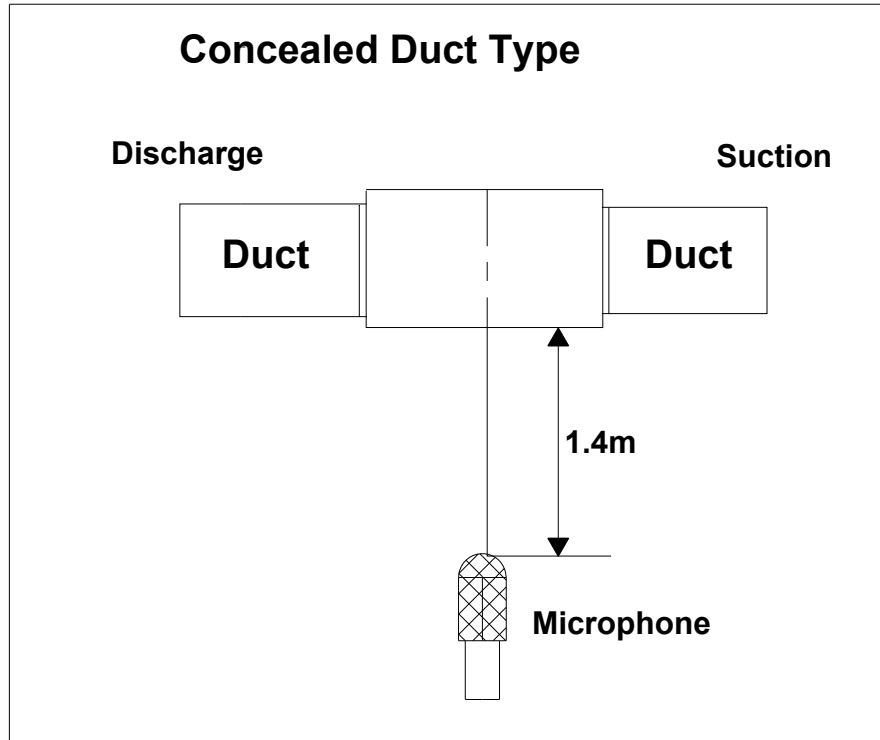 Concealed Duct Type
Discharge
Suction
Duct
Duct
1.4m
Microphone